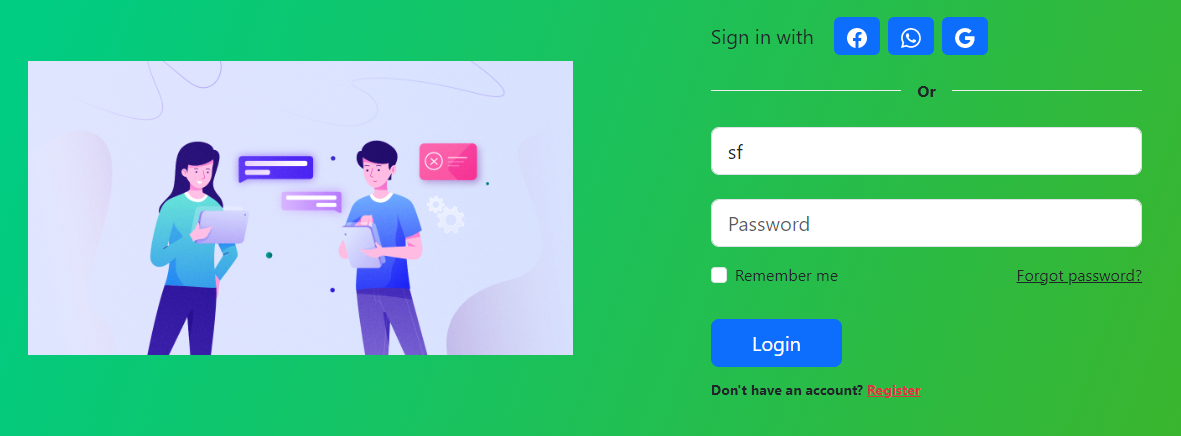 Sign in with
Or
sf
Password
Remember me
Forgot password?
Login
Don't have an account? Register